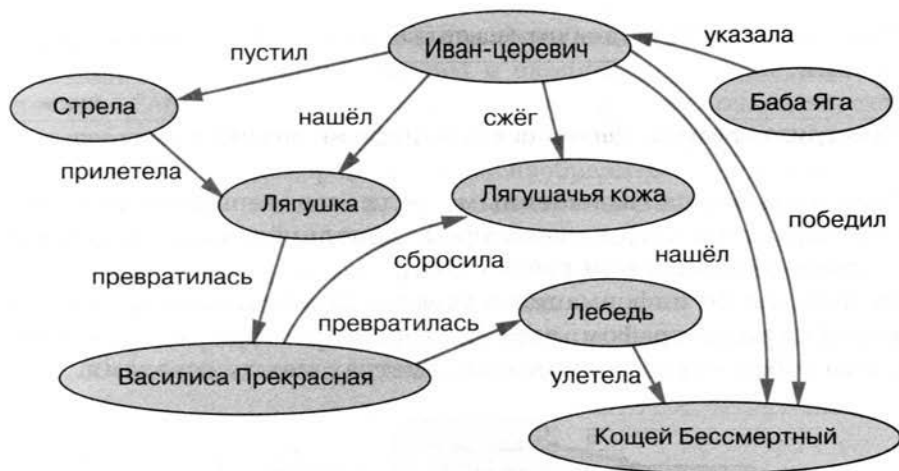 Иван-церевич
пустил
указала
Стрела
нашёл
сжёг
Баба Яга
прилетела
Лягушка
Лягушачья кожа
победил
превратилась
сбросила
нашёл
превратилась
Лебедь
Василиса Прекрасная
улетела
Кощей Бессмертный